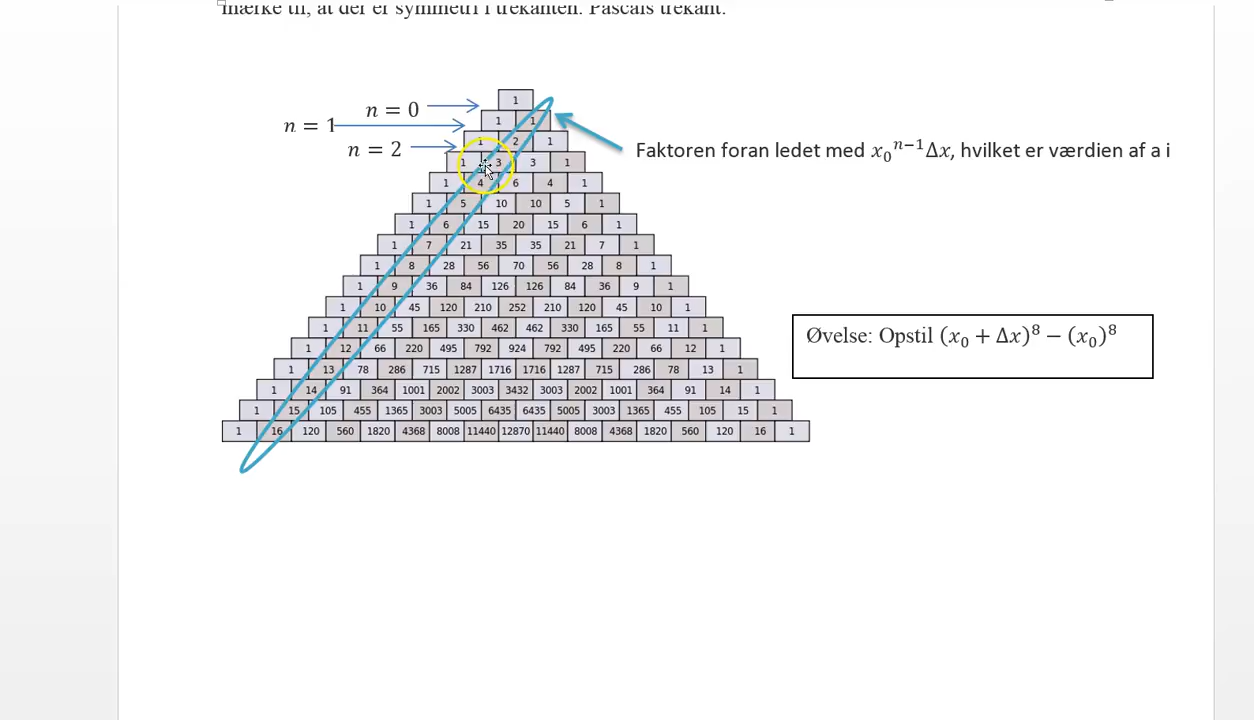 mærke til, at der er symmetri i trekanten. Pascals trekant.
n = 0
n = 1
n = 2
1
1 1
1 2 1
1 3 3 1
1 4 6 4 1
1 5 10 10 5 1
1 6 15 20 15 6 1
1 7 21 35 35 21 7 1
1 8 28 56 70 56 28 8 1
1 9 36 84 126 126 84 36 9 1
1 10 45 120 210 252 210 120 45 10 1
1 11 55 165 330 462 462 330 165 55 11 1
1 12 66 220 495 792 924 792 495 220 66 12 1
1 13 78 286 715 1287 1716 1716 1287 715 286 78 13 1
1 14 91 364 1001 2002 3003 3432 3003 2002 1001 364 91 14 1
1 15 105 455 1365 3003 5005 6435 6435 5005 3003 1365 455 105 15 1
1 16 120 560 1820 4368 8008 11440 12870 11440 8008 4368 1820 560 120 16 1
Faktoren foran ledet med x₀ⁿ⁻¹Δx, hvilket er værdien af a i
Øvelse: Opstil (x₀ + Δx)⁸ − (x₀)⁸